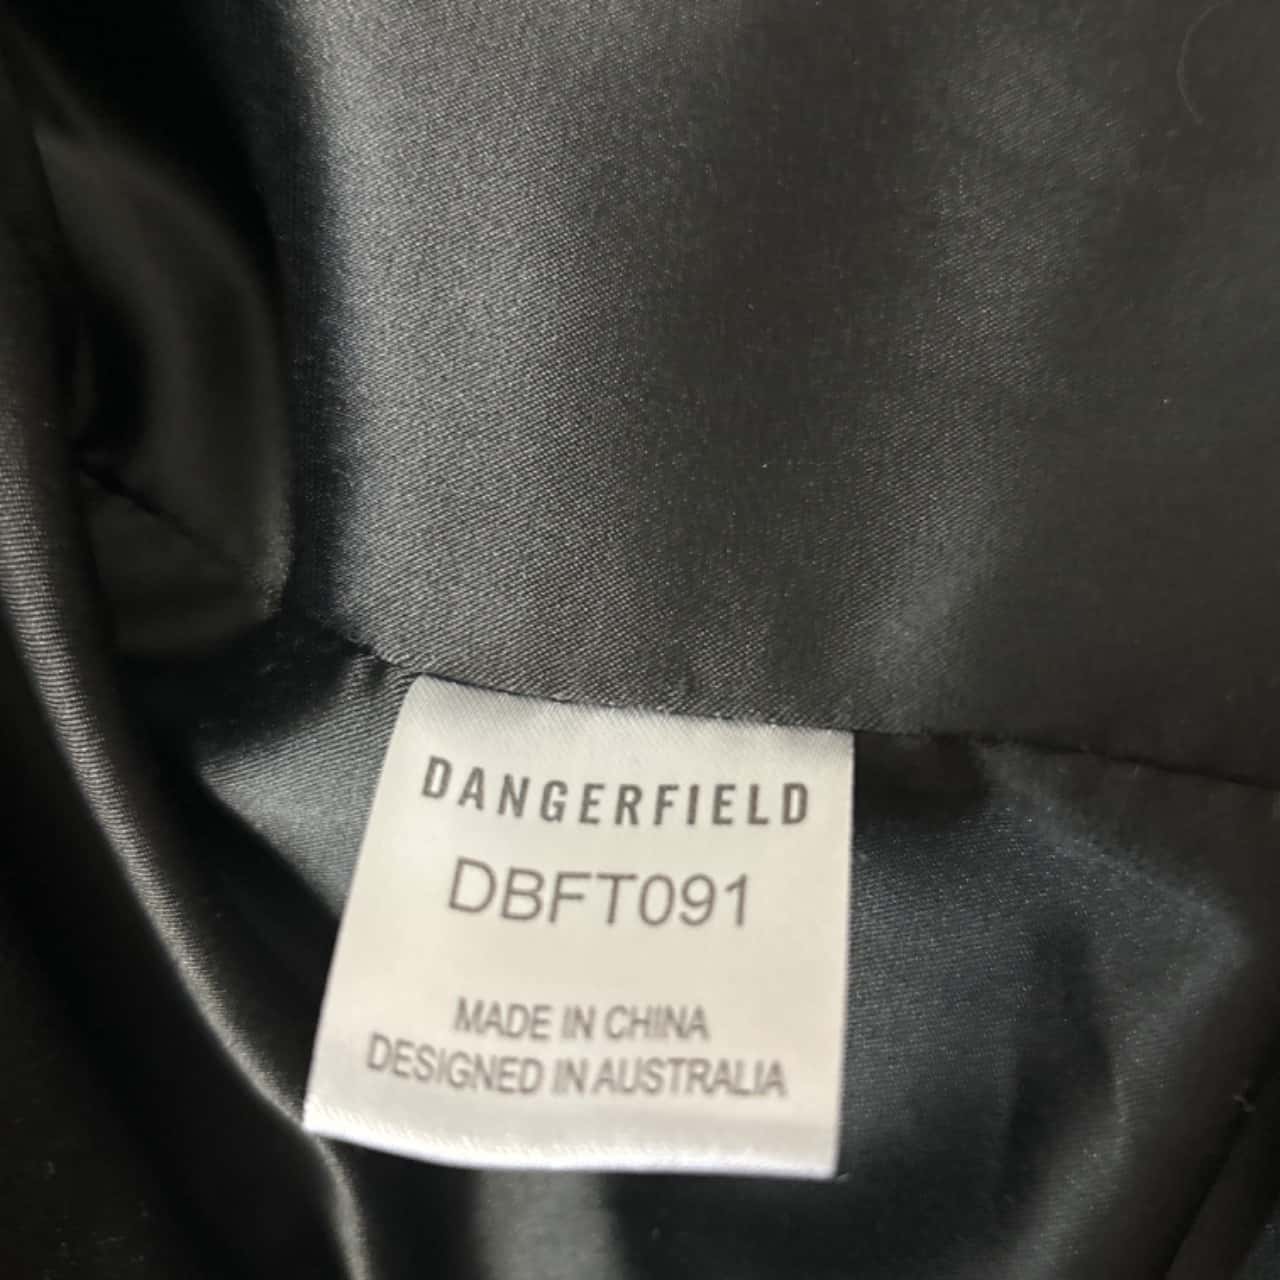 DANGERFIELD
DBFT091
MADE IN CHINA
DESIGNED IN AUSTRALIA